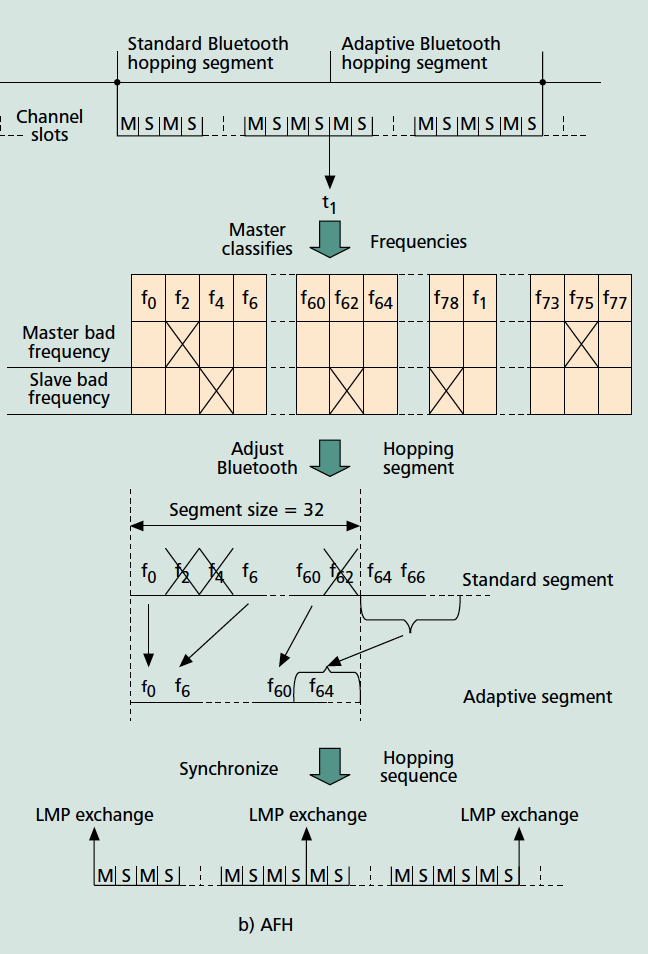 Standard Bluetooth
hopping segment
Adaptive Bluetooth
hopping segment
Channel
slots
M S M S M S M S M S M S M S M S
t1
Master
classifies
Frequencies
f0 f2 f4 f6 f60 f62 f64 f78 f1 f73 f75 f77
Master bad
frequency
Slave bad
frequency
Adjust
Bluetooth
Hopping
segment
Segment size = 32
f0 f2 f4 f6 f60 f62 f64 f66
Standard segment
f0 f6 f60 f64
Adaptive segment
Synchronize
Hopping
sequence
LMP exchange LMP exchange LMP exchange
M S M S M S M S M S M S M S M S
b) AFH